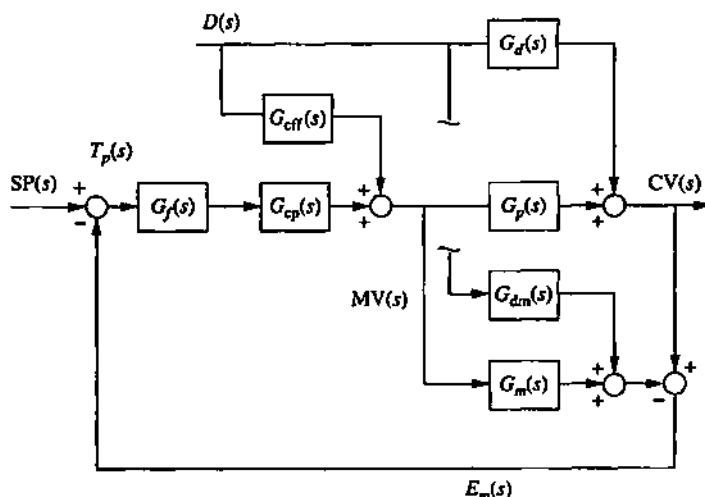 D(s)
G_d(s)
G_cff(s)
T_p(s)
SP(s)
+
-
G_f(s)
G_cp(s)
+
+
G_p(s)
+
+
CV(s)
MV(s)
G_dm(s)
G_m(s)
+
+
-
+
E_m(s)